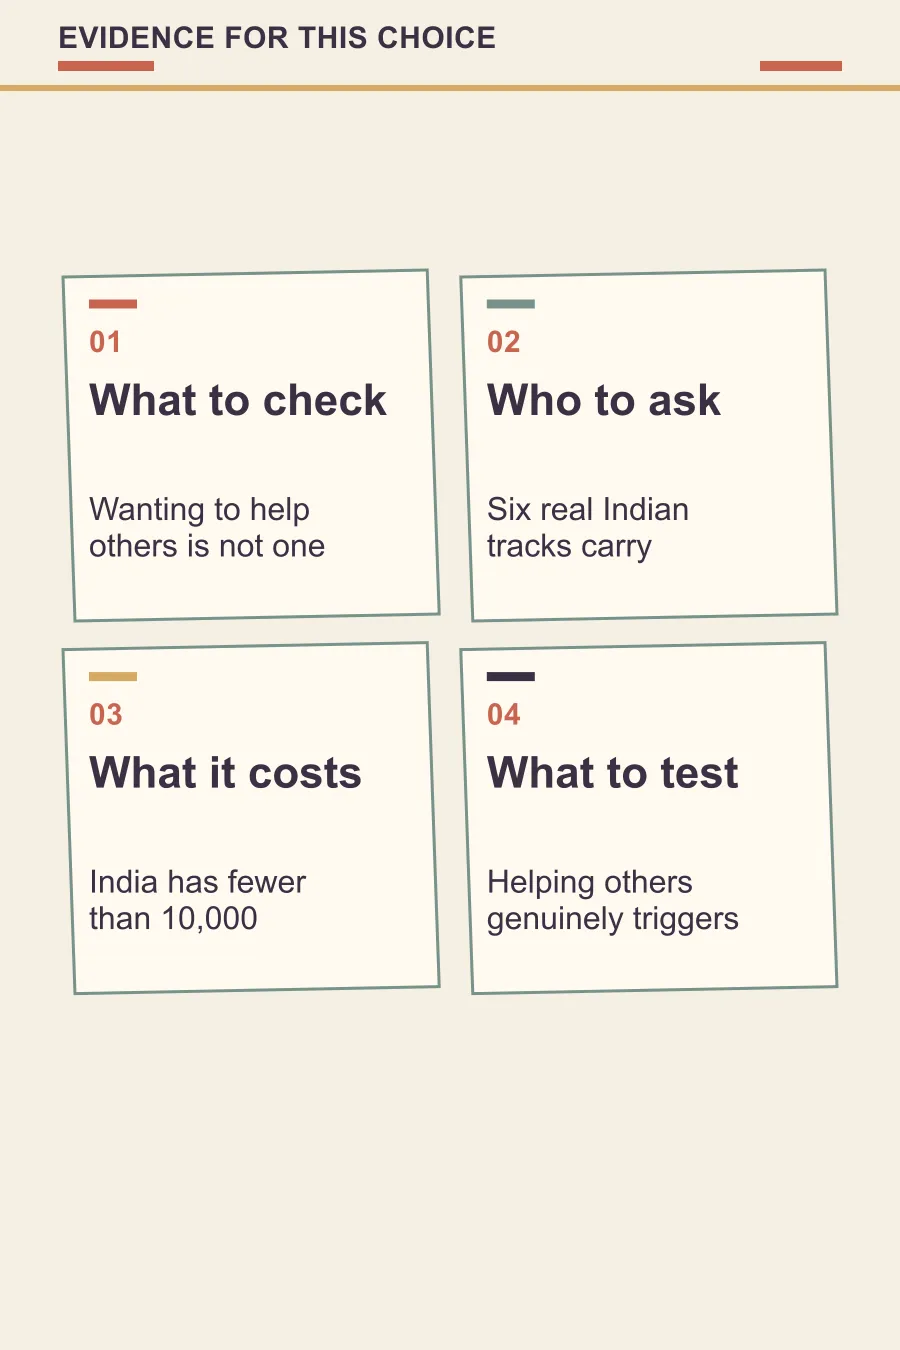 EVIDENCE FOR THIS CHOICE
01
What to check
Wanting to help
others is not one
02
Who to ask
Six real Indian
tracks carry
03
What it costs
India has fewer
than 10,000
04
What to test
Helping others
genuinely triggers